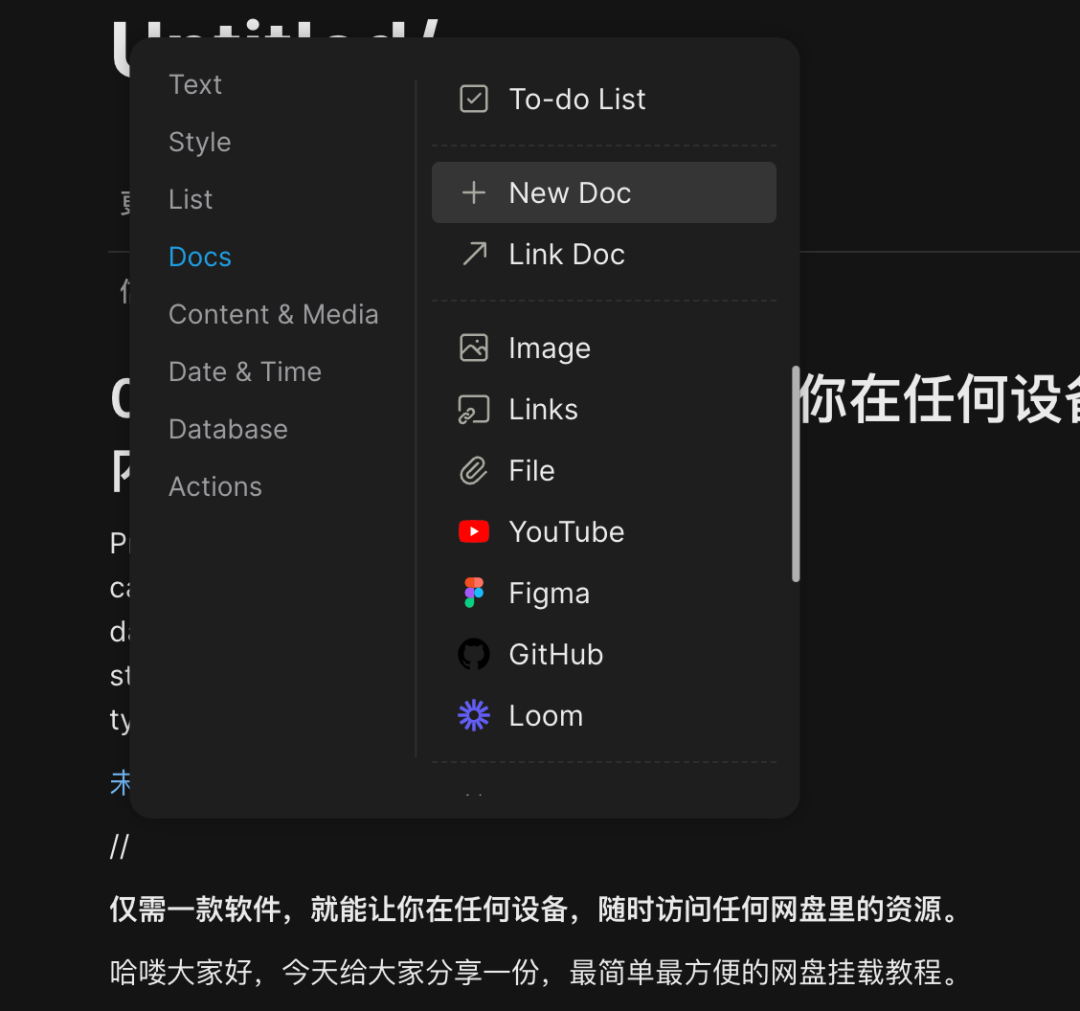 Untitled/
Text
Style
List
Docs
Content & Media
Date & Time
Database
Actions
To-do List
New Doc
Link Doc
Image
Links
File
YouTube
Figma
GitHub
Loom
你在任何设备
未
//
仅需一款软件，就能让你在任何设备，随时访问任何网盘里的资源。
哈喽大家好，今天给大家分享一份，最简单最方便的网盘挂载教程。